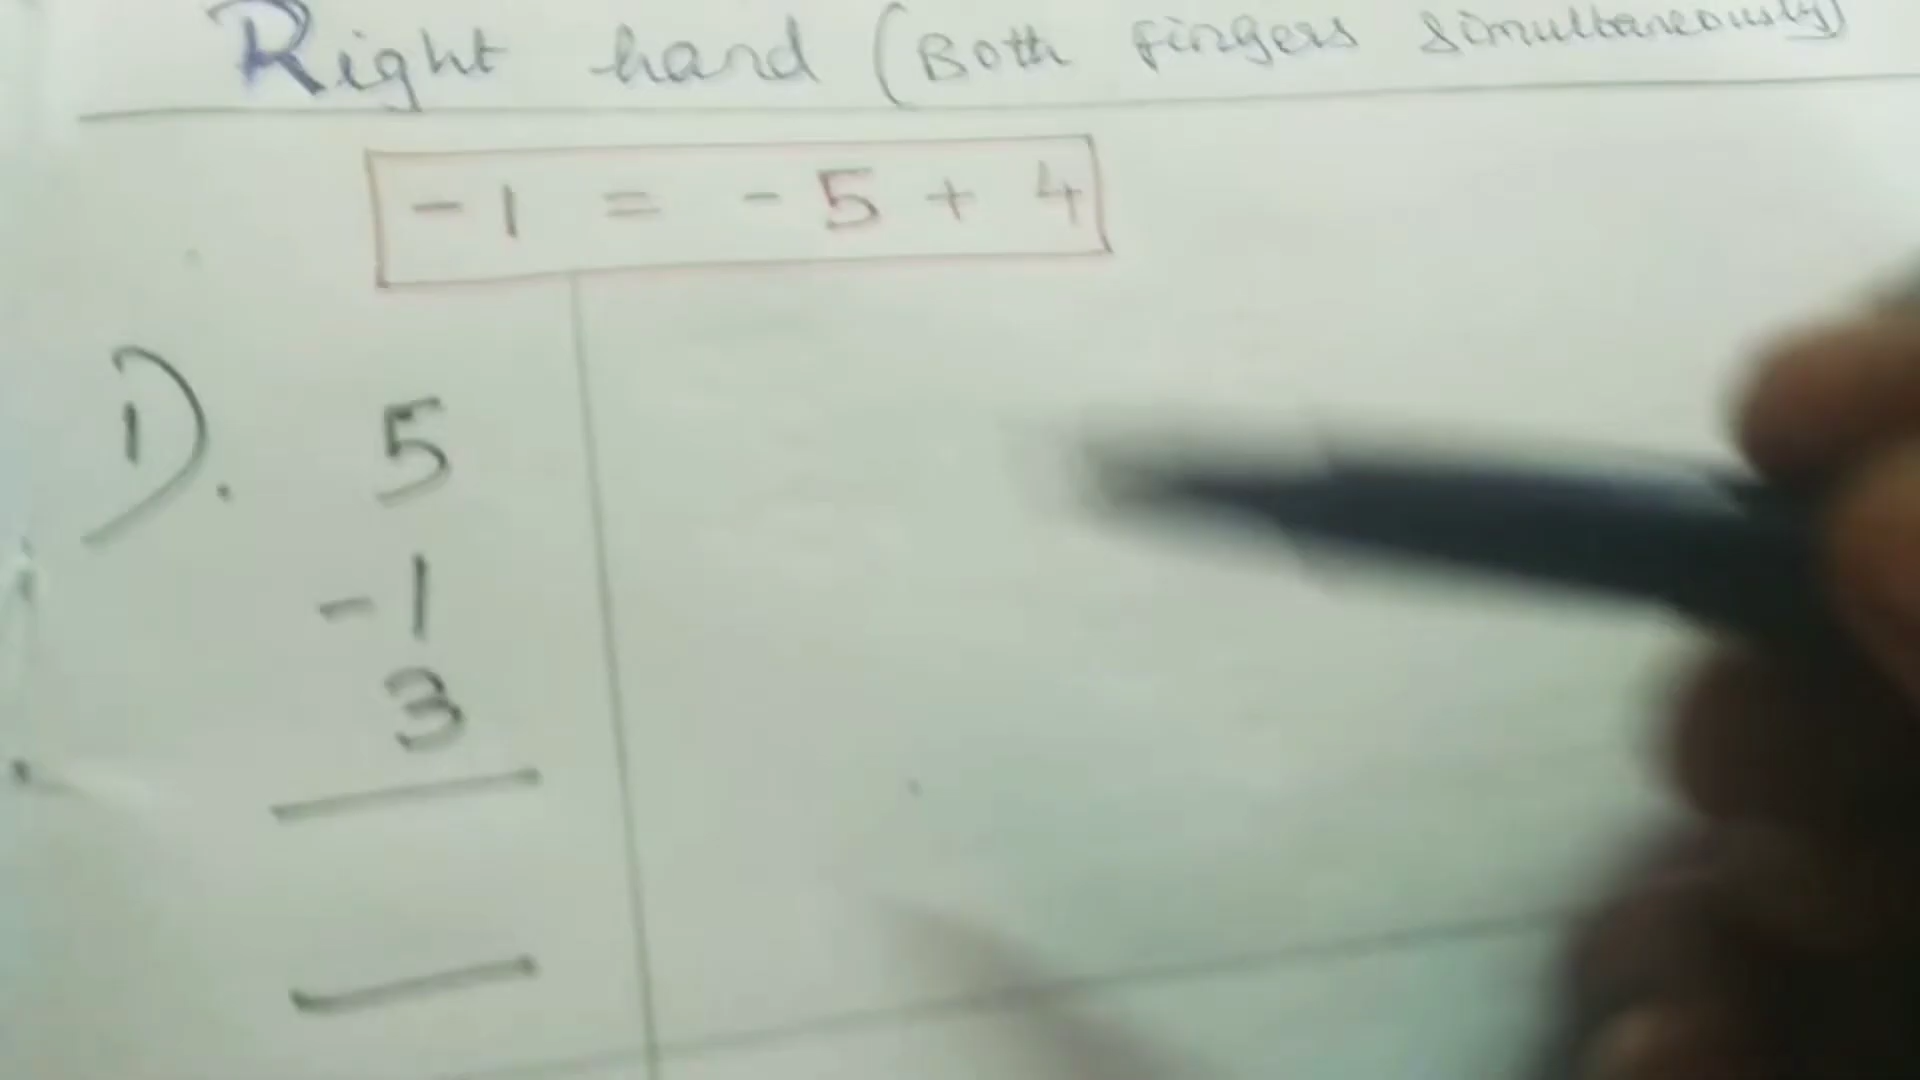 Right hand (Both fingers simultaneously)
-1 = -5 + 4
1). 5
-1
3